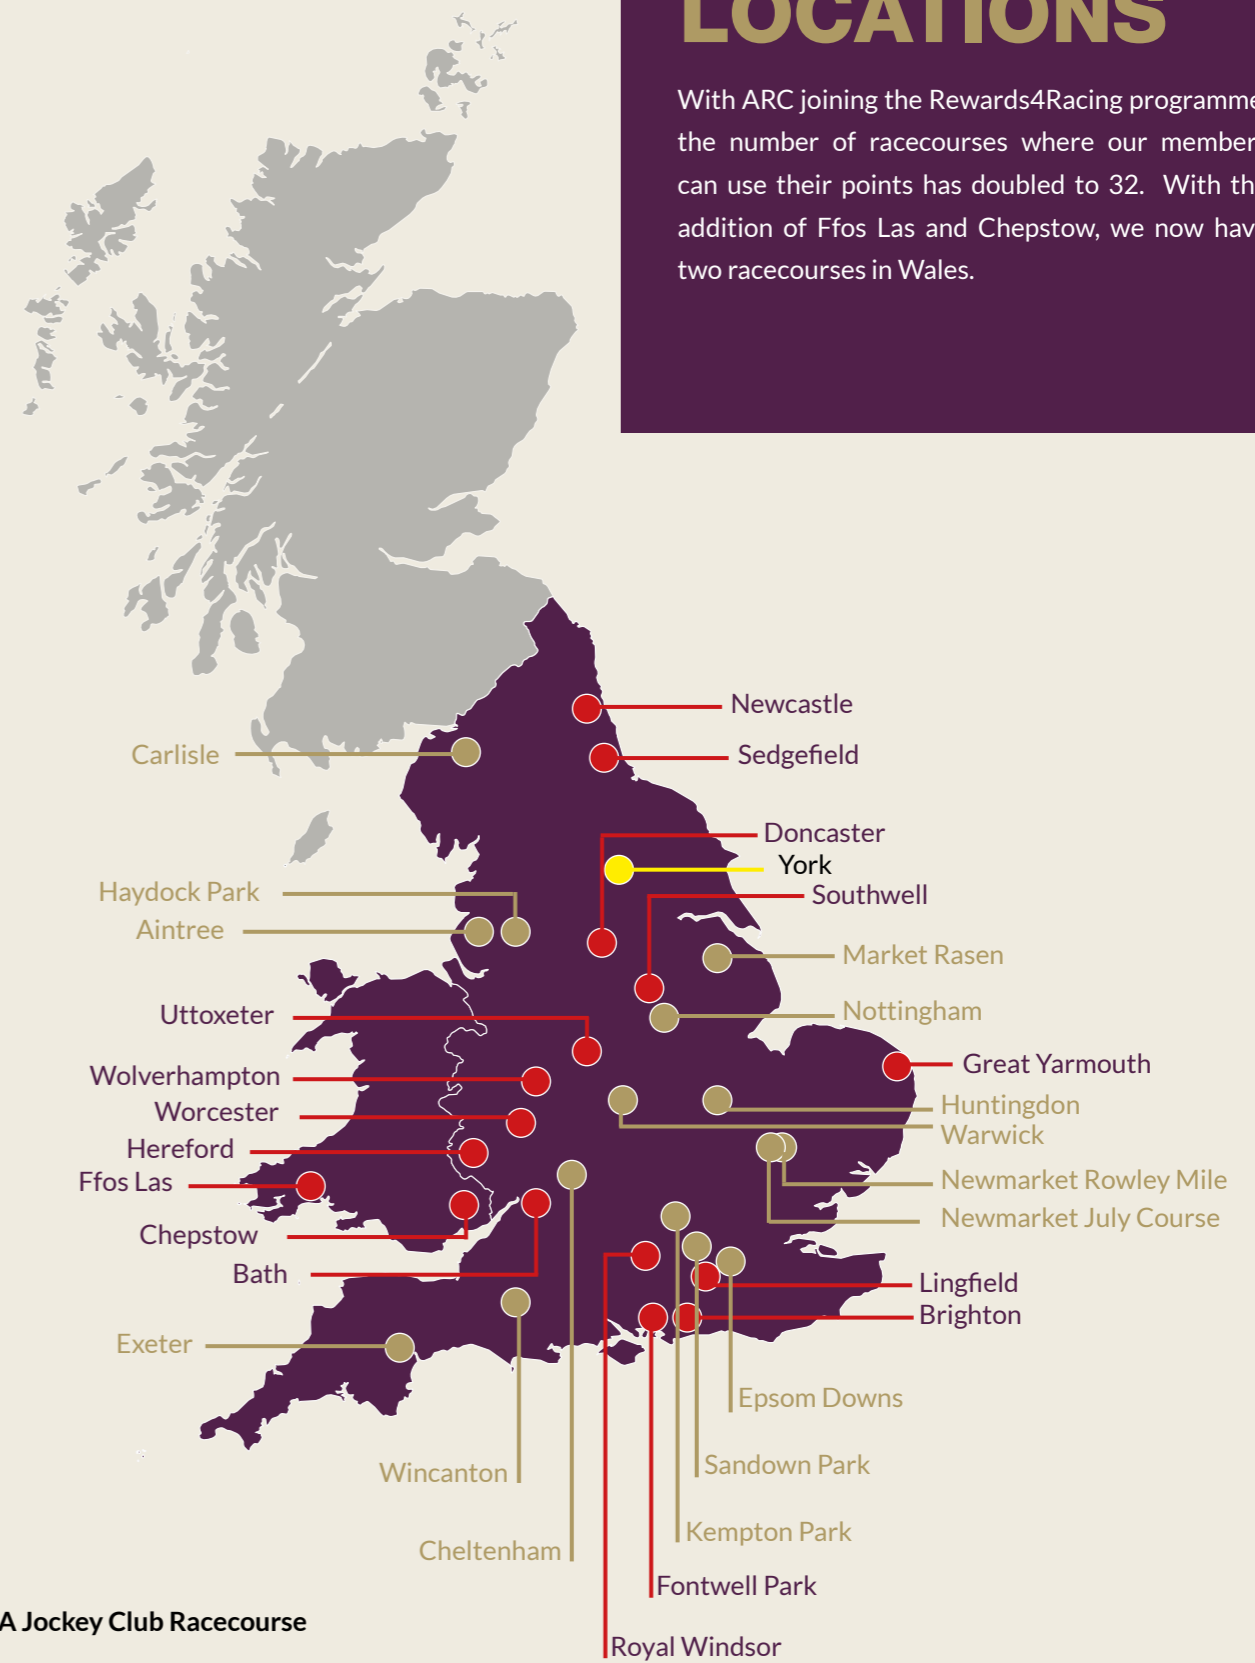 LOCATIONS
With ARC joining the Rewards4Racing programme
the number of racecourses where our member
can use their points has doubled to 32. With th
addition of Ffos Las and Chepstow, we now hav
two racecourses in Wales.
Newcastle
Carlisle
Sedgefield
Doncaster
York
Haydock Park
Southwell
Aintree
Market Rasen
Uttoxeter
Nottingham
Great Yarmouth
Wolverhampton
Huntingdon
Worcester
Warwick
Hereford
Ffos Las
Newmarket Rowley Mile
Newmarket July Course
Chepstow
Bath
Lingfield
Brighton
Exeter
Epsom Downs
Sandown Park
Wincanton
Kempton Park
Cheltenham
Fontwell Park
A Jockey Club Racecourse
Royal Windsor